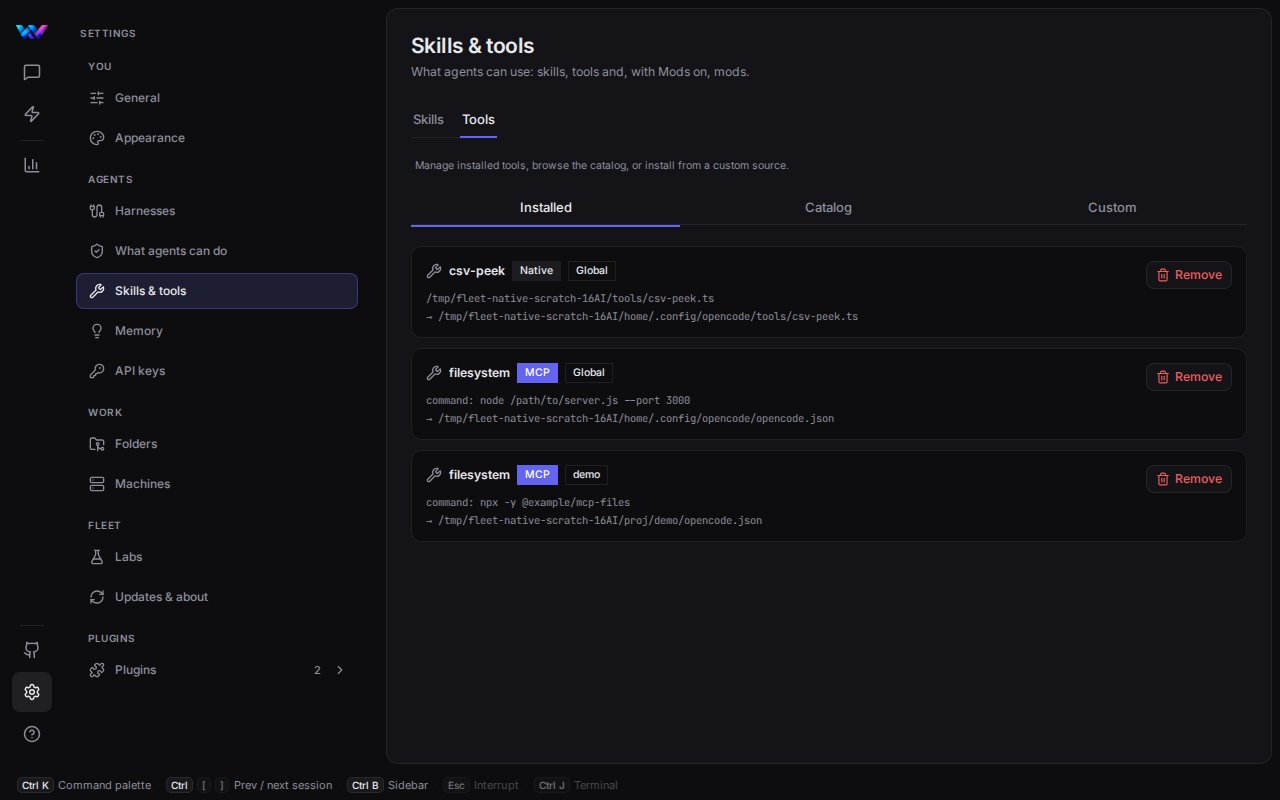 SETTINGS
YOU
General
Appearance
AGENTS
Harnesses
What agents can do
Skills & tools
Memory
API keys
WORK
Folders
Machines
FLEET
Labs
Updates & about
PLUGINS
Plugins 2
Skills & tools
What agents can use: skills, tools and, with Mods on, mods.
Skills Tools
Manage installed tools, browse the catalog, or install from a custom source.
Installed Catalog Custom
csv-peek Native Global Remove
/tmp/fleet-native-scratch-16AI/tools/csv-peek.ts
→ /tmp/fleet-native-scratch-16AI/home/.config/opencode/tools/csv-peek.ts
filesystem MCP Global Remove
command: node /path/to/server.js --port 3000
→ /tmp/fleet-native-scratch-16AI/home/.config/opencode/opencode.json
filesystem MCP demo Remove
command: npx -y @example/mcp-files
→ /tmp/fleet-native-scratch-16AI/proj/demo/opencode.json
Ctrl K Command palette Ctrl [ ] Prev / next session Ctrl B Sidebar Esc Interrupt Ctrl J Terminal